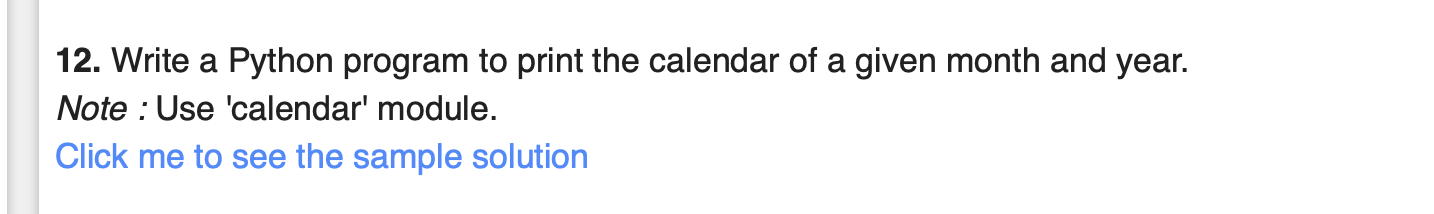 12. Write a Python program to print the calendar of a given month and year.
Note : Use 'calendar' module.
Click me to see the sample solution